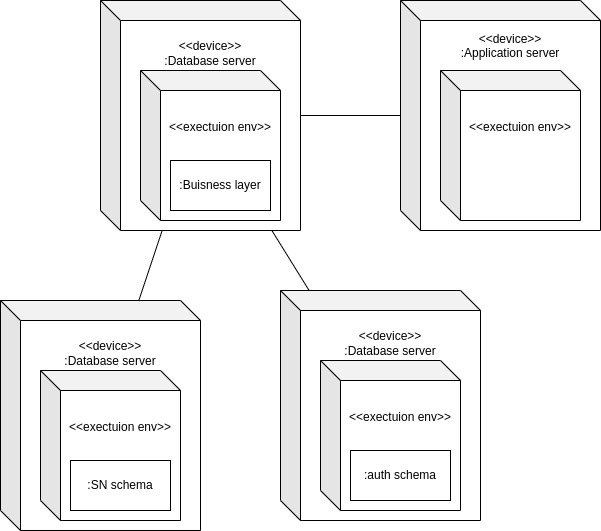 <<device>>
:Database server
<<exectuion env>>
:Buisness layer
<<device>>
:Application server
<<exectuion env>>
<<device>>
:Database server
<<exectuion env>>
:SN schema
<<device>>
:Database server
<<exectuion env>>
:auth schema